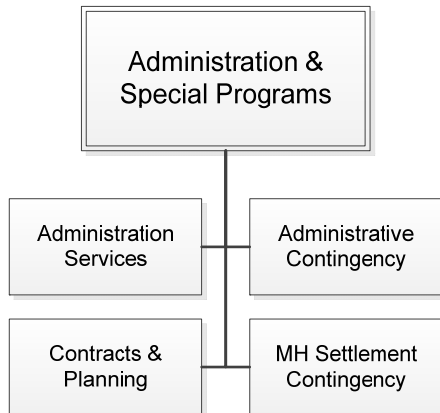 Administration &
Special Programs
Administration
Services
Administrative
Contingency
Contracts &
Planning
MH Settlement
Contingency